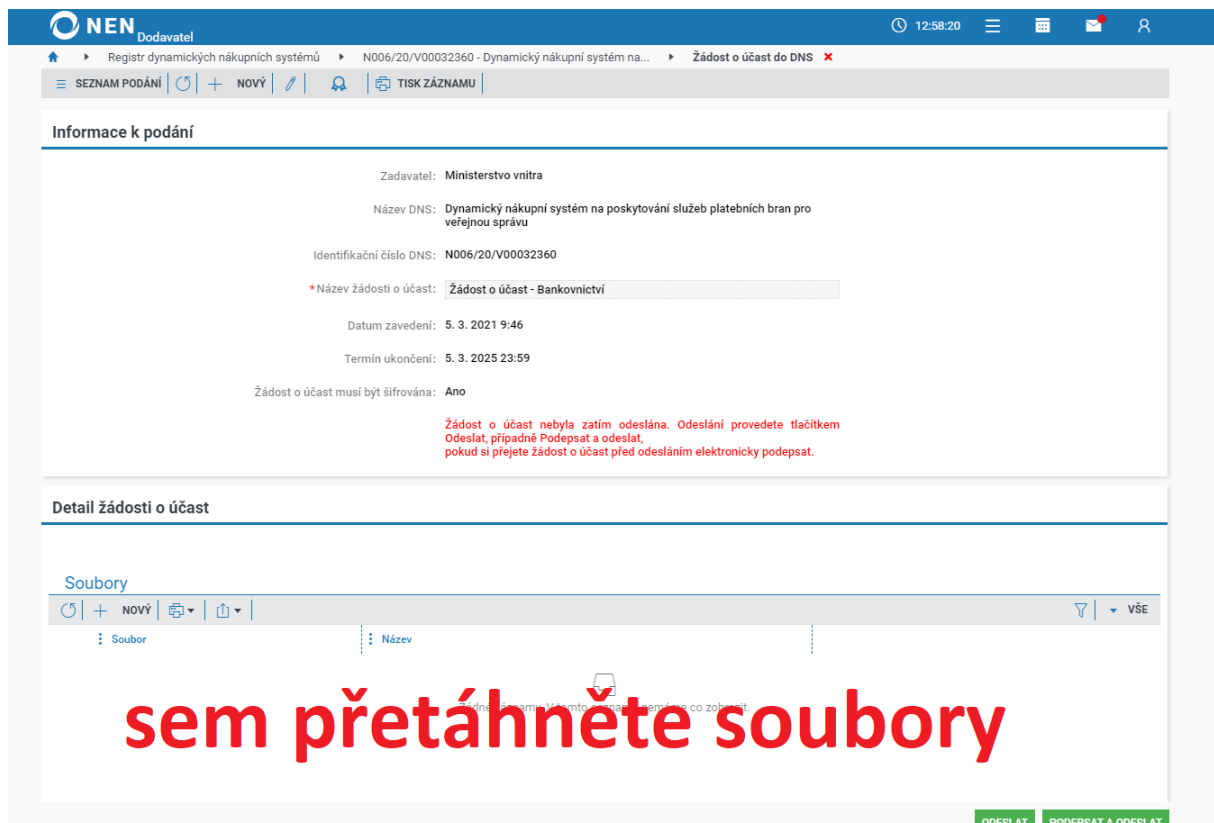 NEN Dodavatel
12:58:20
Registr dynamických nákupních systémů
N006/20/V00032360 - Dynamický nákupní systém na...
Žádost o účast do DNS
SEZNAM PODÁNÍ
NOVÝ
TISK ZÁZNAMU
Informace k podání
Zadavatel: Ministerstvo vnitra
Název DNS: Dynamický nákupní systém na poskytování služeb platebních bran pro
veřejnou správu
Identifikační číslo DNS: N006/20/V00032360
*Název žádosti o účast: Žádost o účast - Bankovnictví
Datum zavedení: 5. 3. 2021 9:46
Termín ukončení: 5. 3. 2025 23:59
Žádost o účast musí být šifrována: Ano
Žádost o účast nebyla zatím odeslána. Odeslání provedete tlačítkem
Odeslat, případně Podepsat a odeslat,
pokud si přejete žádost o účast před odesláním elektronicky podepsat.
Detail žádosti o účast
Soubory
NOVÝ
VŠE
Soubor
Název
sem přetáhněte soubory
ODESLAT
PODEPSAT A ODESLAT